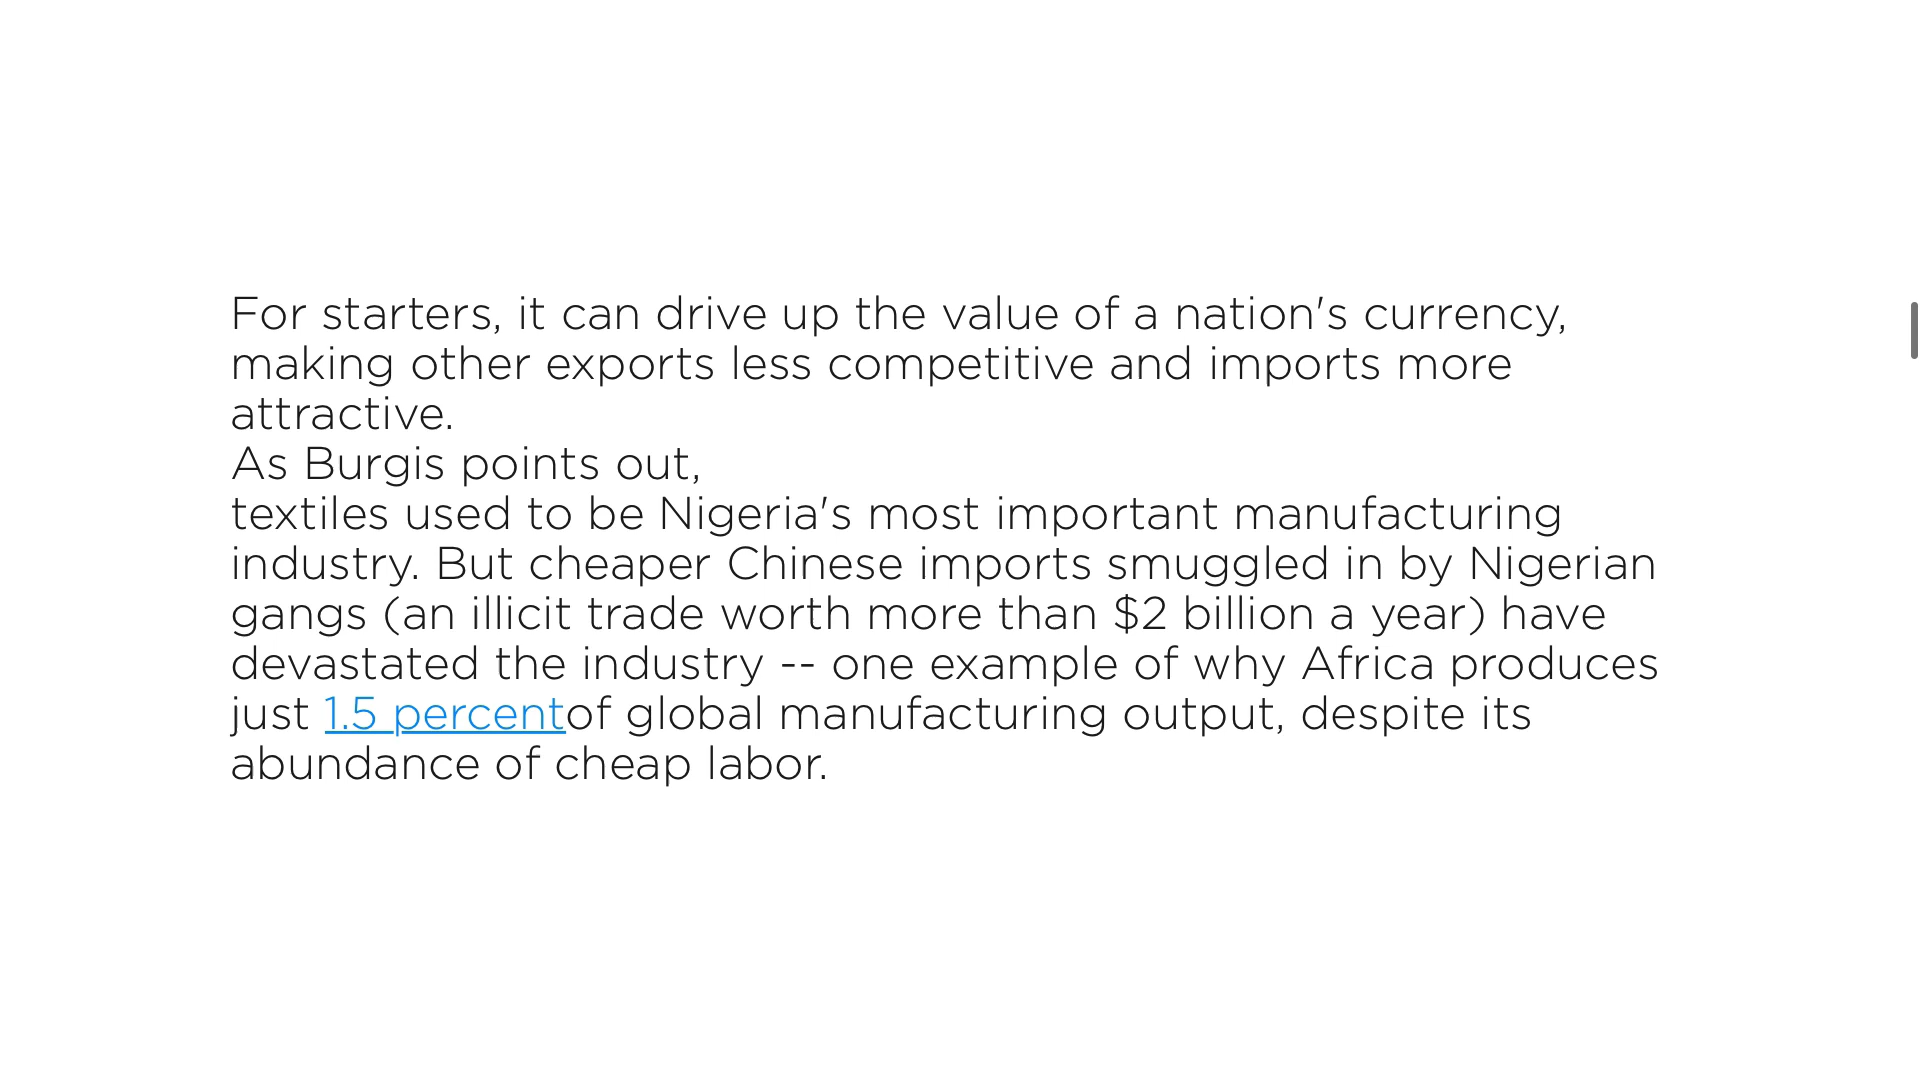 For starters, it can drive up the value of a nation's currency,
making other exports less competitive and imports more
attractive.
As Burgis points out,
textiles used to be Nigeria's most important manufacturing
industry. But cheaper Chinese imports smuggled in by Nigerian
gangs (an illicit trade worth more than $2 billion a year) have
devastated the industry -- one example of why Africa produces
just 1.5 percentof global manufacturing output, despite its
abundance of cheap labor.